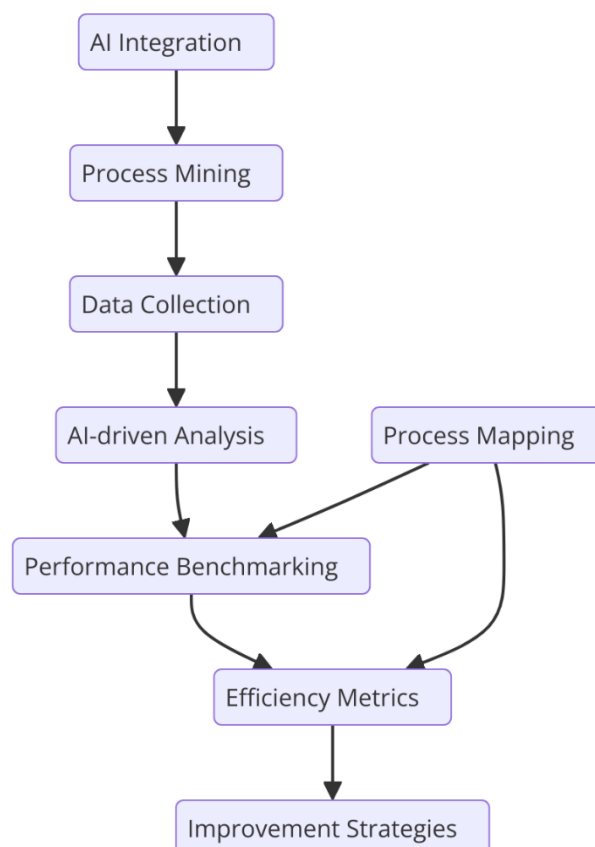 AI Integration
Process Mining
Data Collection
AI-driven Analysis
Process Mapping
Performance Benchmarking
Efficiency Metrics
Improvement Strategies